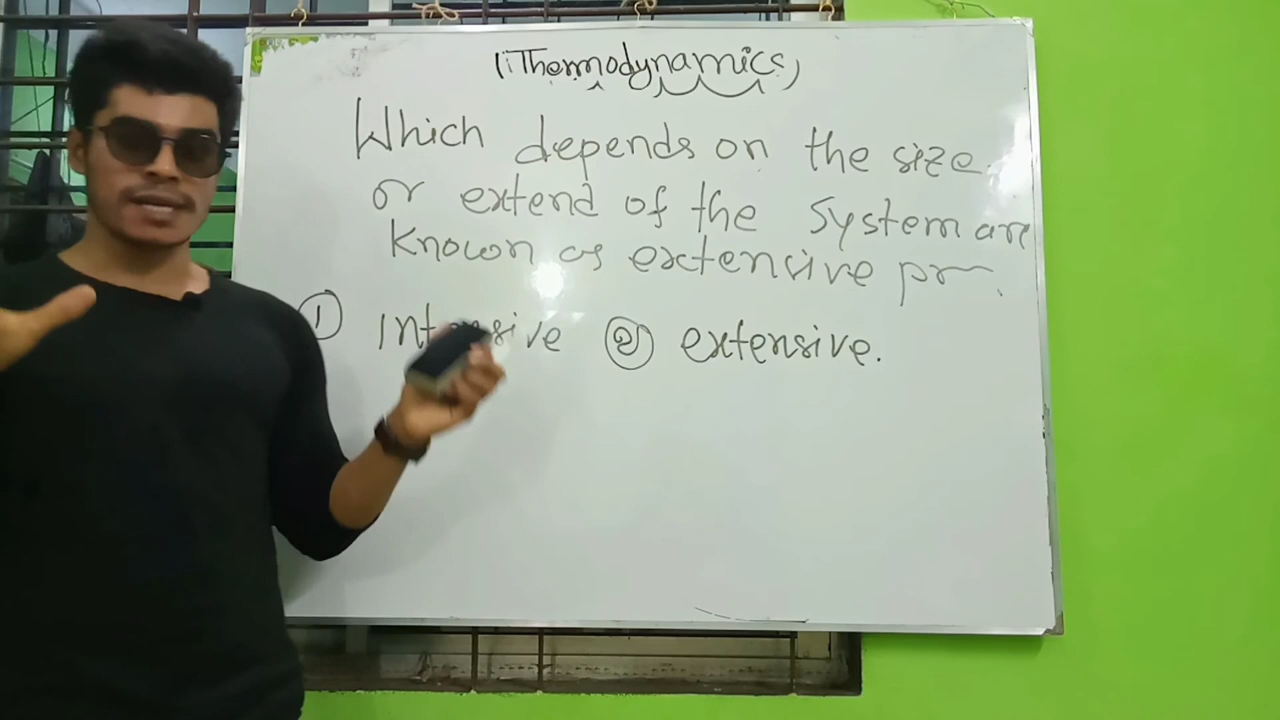 (Thermodynamics)
Which depends on the size
or extend of the System are
Known as extensive pr
① Intensive ② extensive.